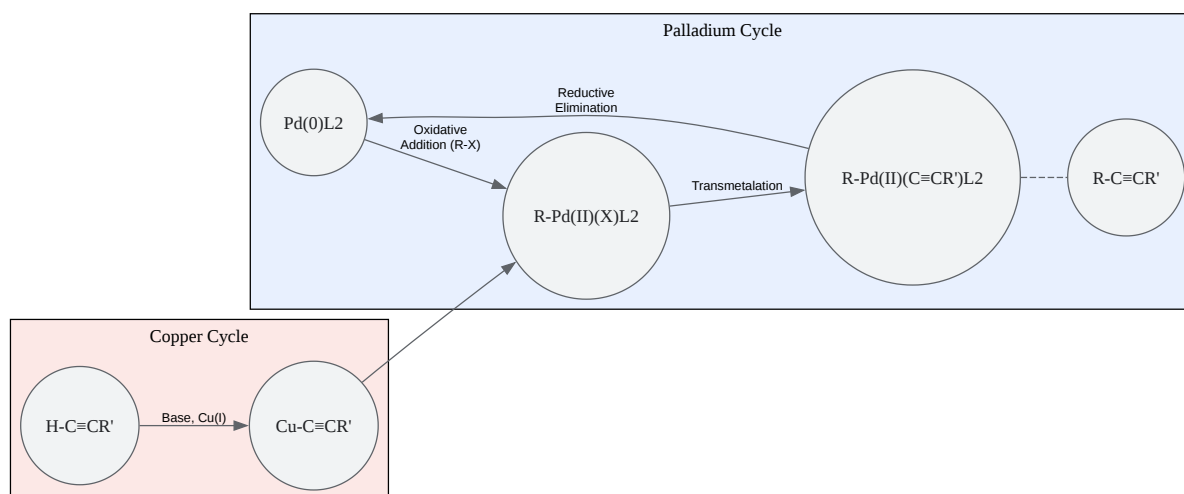 Palladium Cycle
Reductive
Elimination
Pd(0)L2
Oxidative
Addition (R-X)
R-Pd(II)(X)L2
Transmetalation
R-Pd(II)(C≡CR')L2
R-C≡CR'
Copper Cycle
H-C≡CR'
Base, Cu(I)
Cu-C≡CR'